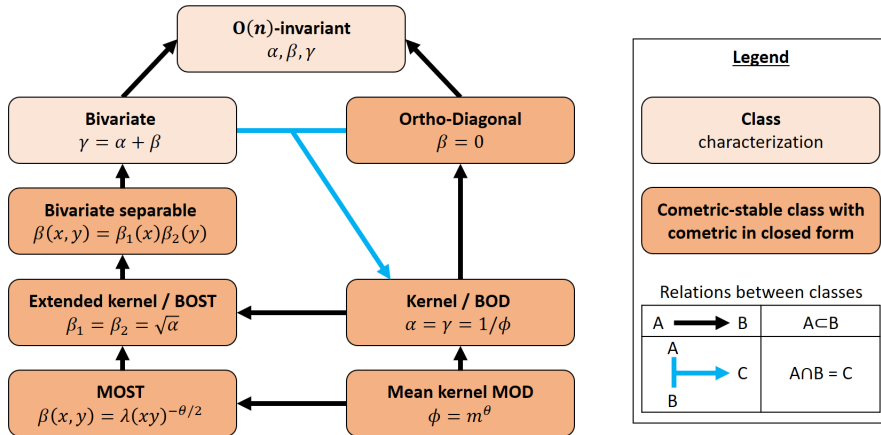 O(n)-invariant
α, β, γ
Bivariate
γ = α + β
Ortho-Diagonal
β = 0
Bivariate separable
β(x, y) = β₁(x)β₂(y)
Extended kernel / BOST
β₁ = β₂ = √α
Kernel / BOD
α = γ = 1/ϕ
MOST
β(x, y) = λ(xy)^{−θ/2}
Mean kernel MOD
ϕ = m^θ
Legend
Class
characterization
Cometric-stable class with
cometric in closed form
Relations between classes
A B
A⊂B
A
C
B
A∩B = C